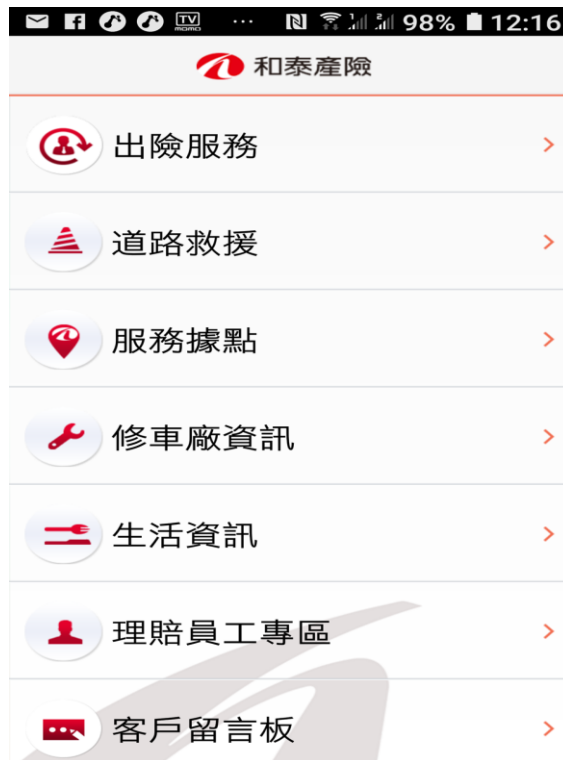 TV
momo
98% 12:16
和泰產險
出險服務
道路救援
服務據點
修車廠資訊
生活資訊
理賠員工專區
客戶留言板